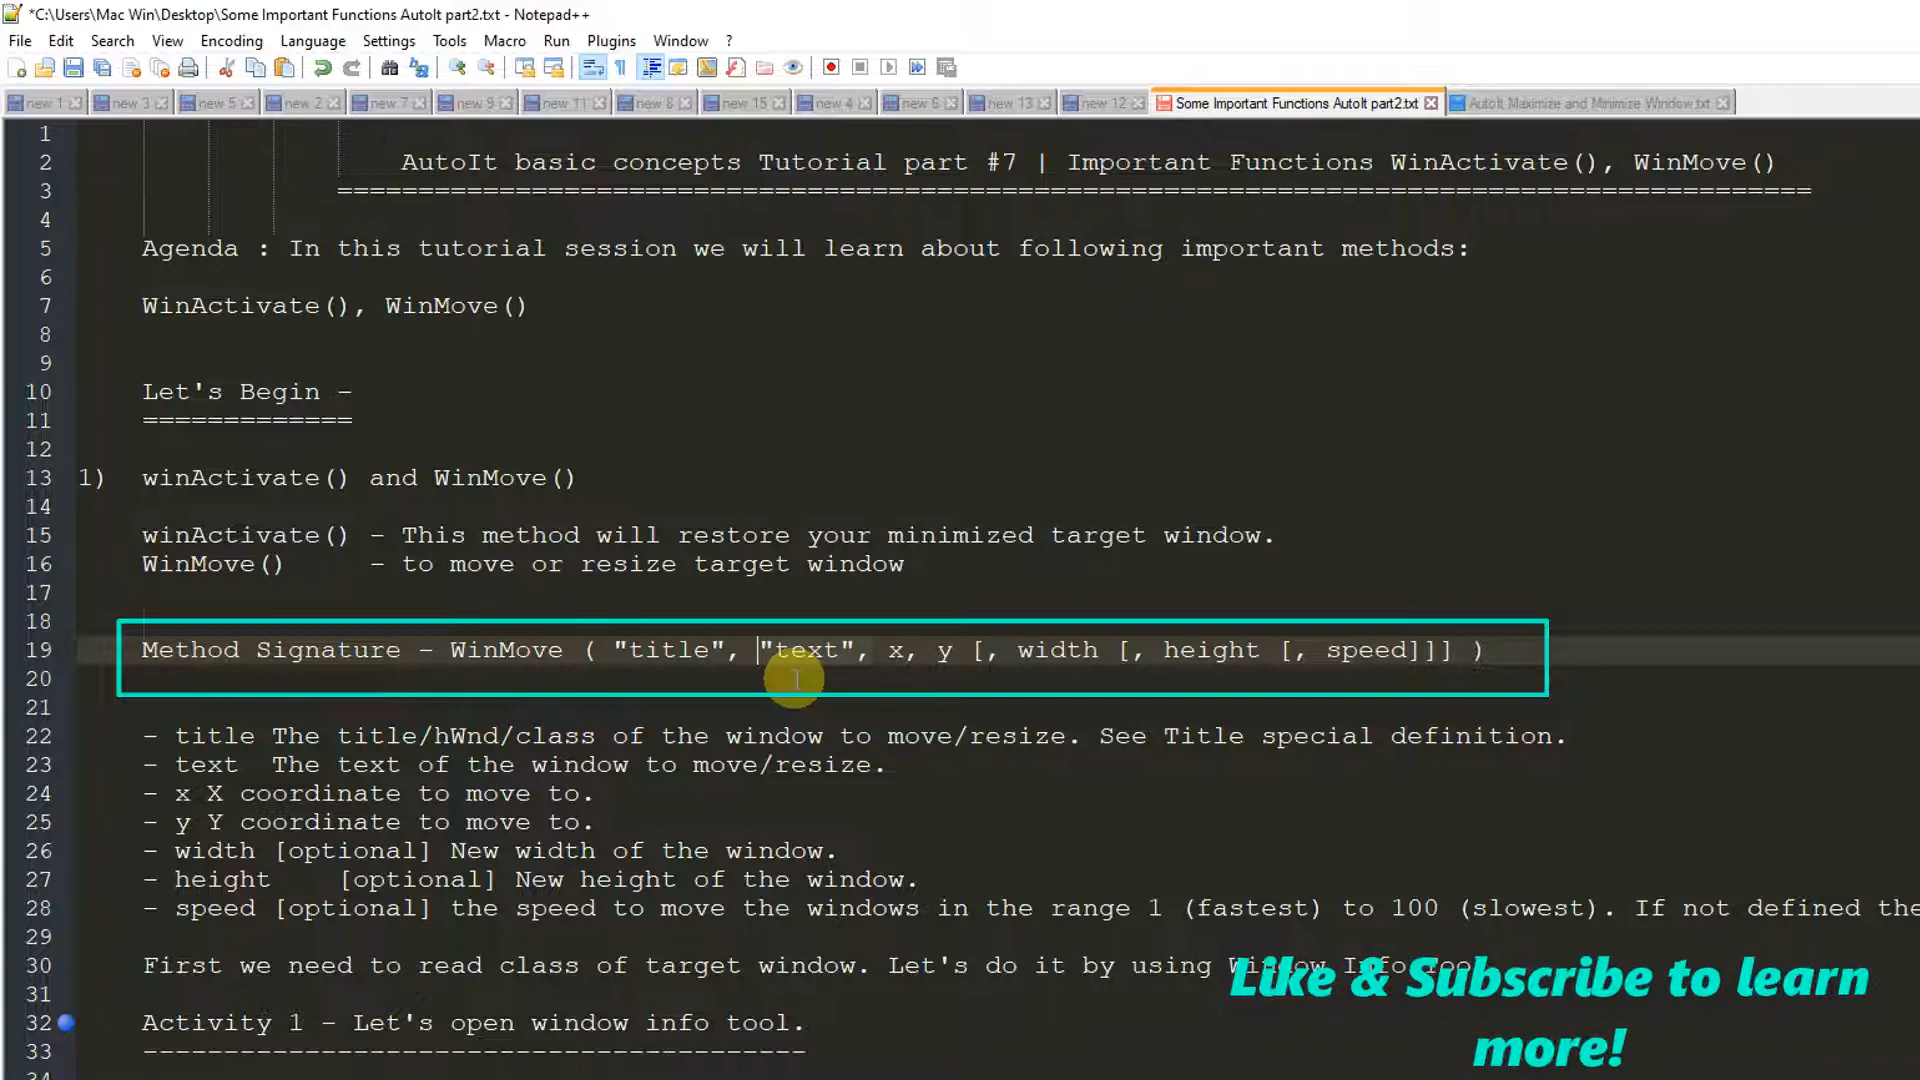 *C:\Users\Mac Win\Desktop\Some Important Functions AutoIt part2.txt - Notepad++
File Edit Search View Encoding Language Settings Tools Macro Run Plugins Window ?
new 1 new 3 new 5 new 2 new 7 new 9 new 11 new 8 new 15 new 4 new 6 new 13 new 12 Some Important Functions AutoIt part2.txt AutoIt Maximize and Minimize Window.txt
1
2 AutoIt basic concepts Tutorial part #7 | Important Functions WinActivate(), WinMove()
3 ===========================================================================================
4
5 Agenda : In this tutorial session we will learn about following important methods:
6
7 WinActivate(), WinMove()
8
9
10 Let's Begin -
11 =============
12
13 1) winActivate() and WinMove()
14
15 winActivate() - This method will restore your minimized target window.
16 WinMove() - to move or resize target window
17
18
19 Method Signature - WinMove ( "title", "text", x, y [, width [, height [, speed]]] )
20
21
22 - title The title/hWnd/class of the window to move/resize. See Title special definition.
23 - text The text of the window to move/resize.
24 - x X coordinate to move to.
25 - y Y coordinate to move to.
26 - width [optional] New width of the window.
27 - height [optional] New height of the window.
28 - speed [optional] the speed to move the windows in the range 1 (fastest) to 100 (slowest). If not defined the
29
30 First we need to read class of target window. Let's do it by using Window Info Too
31
32 Activity 1 - Let's open window info tool.
33 -----------------------------------------
34
Like & Subscribe to learn
more!